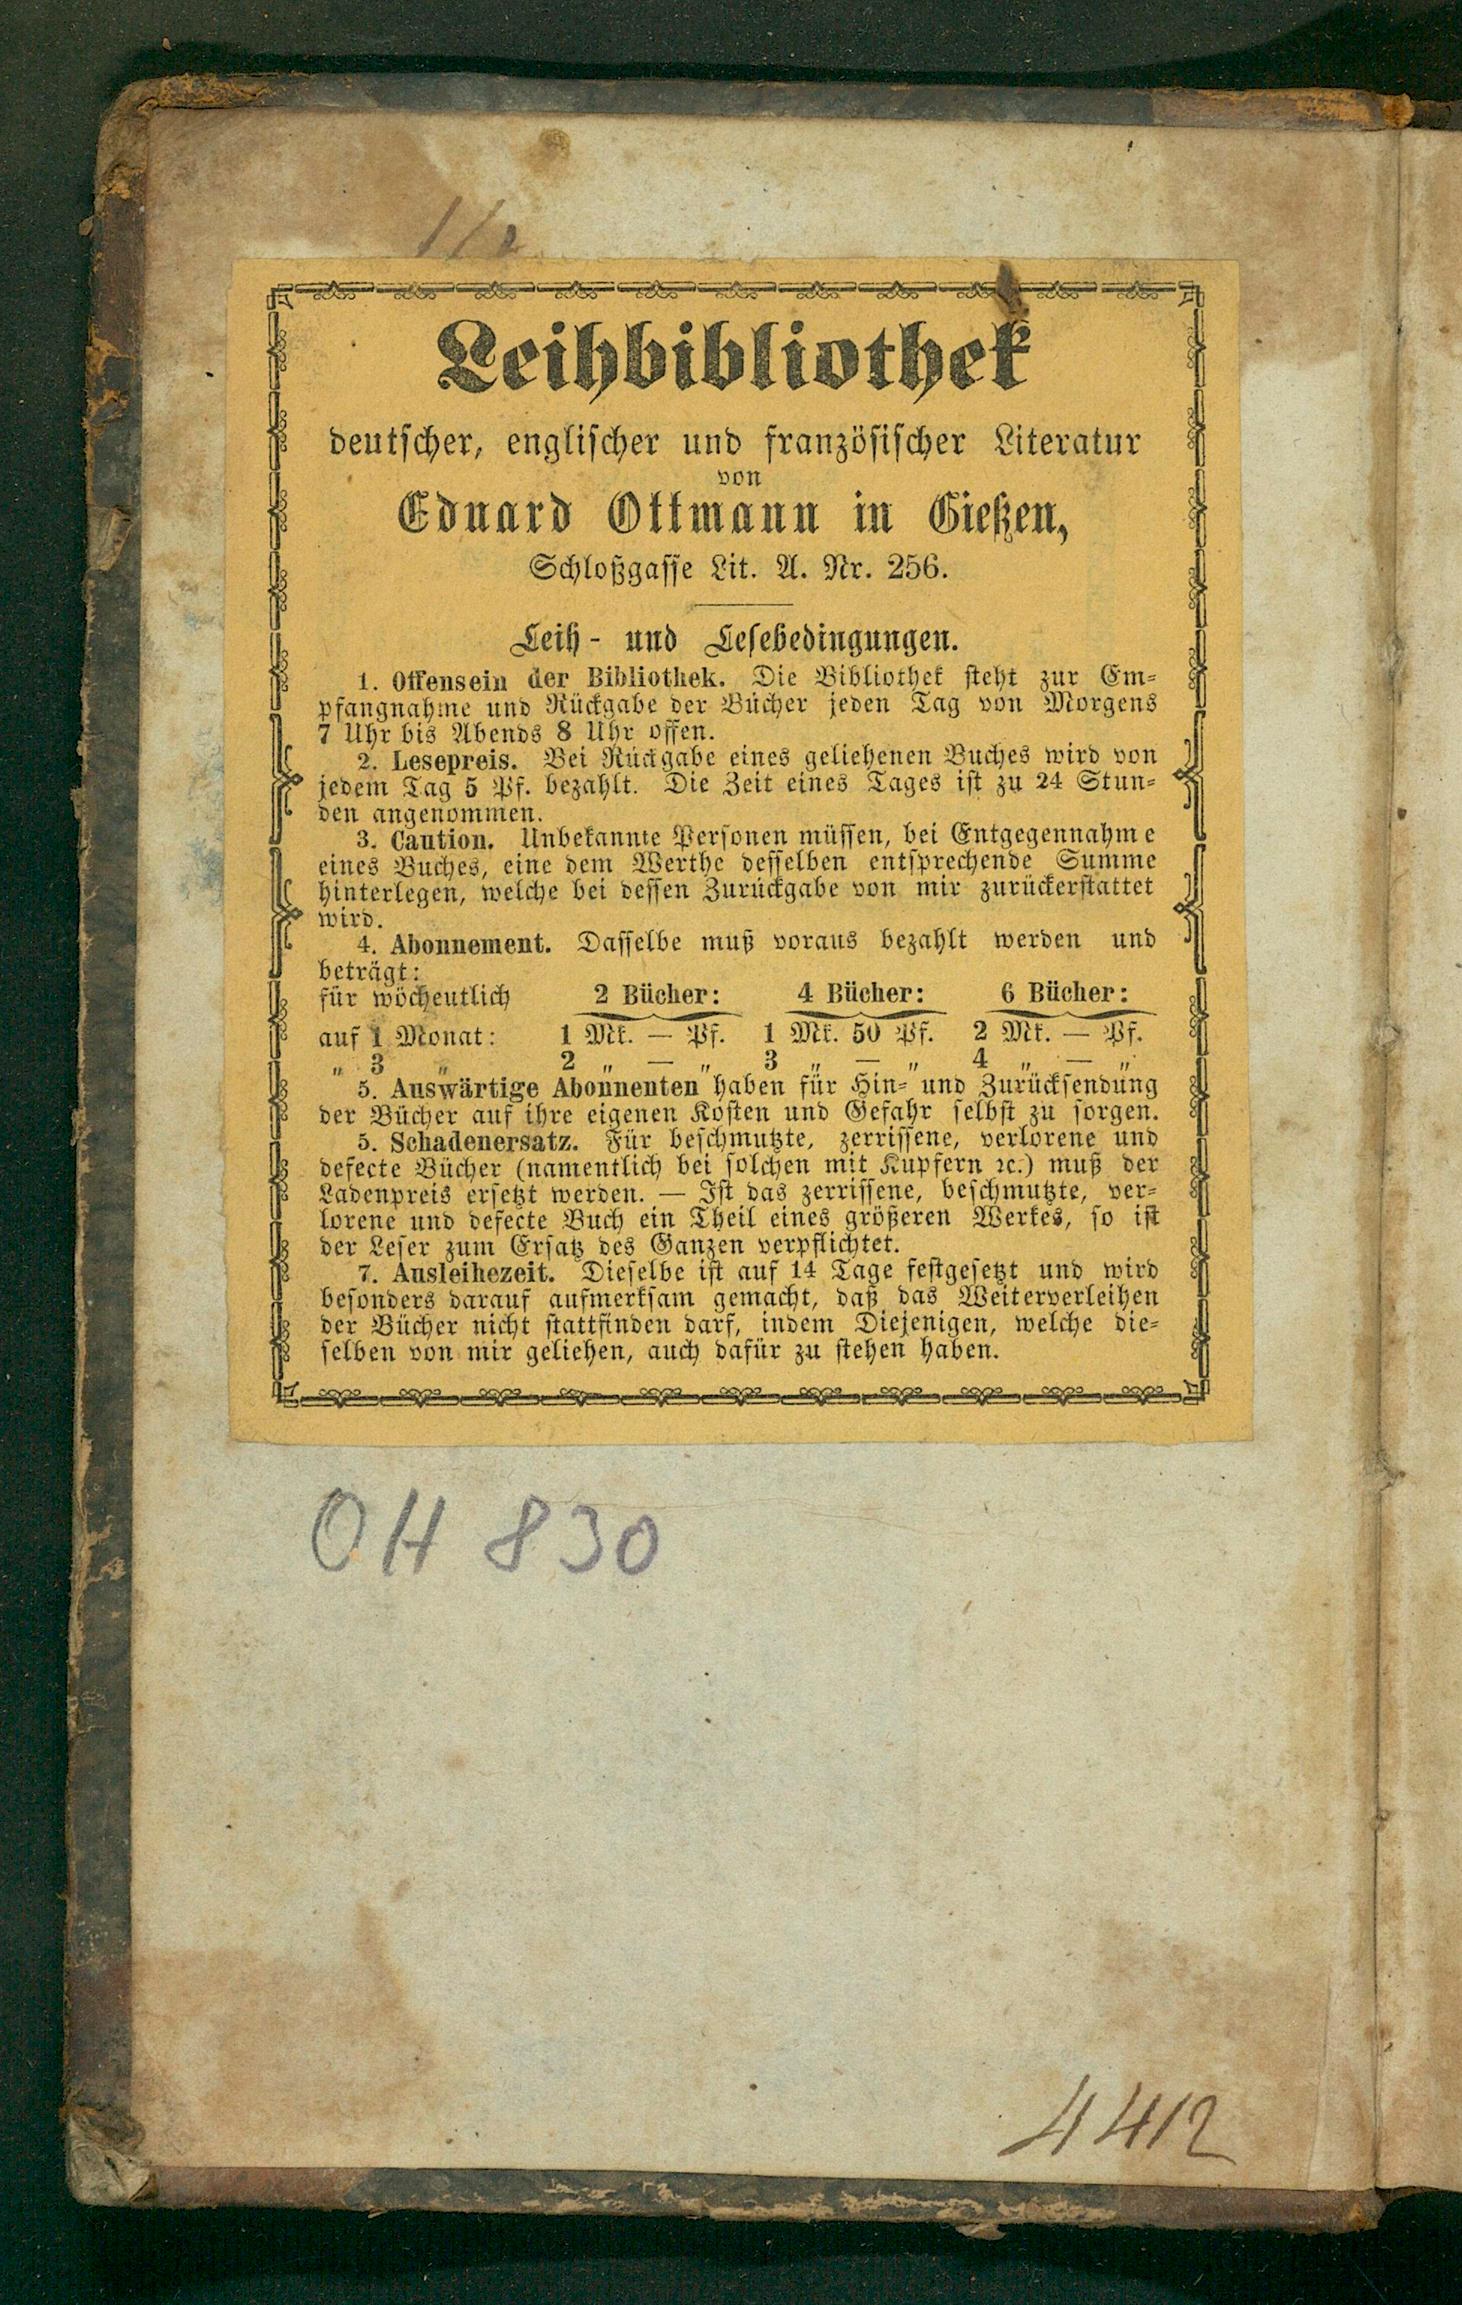 Leihbibliothek
deutscher, englischer und französischer Literatur
von
Eduard Ottmann in Gießen,
Schloßgasse Lit. A. Nr. 256.
Leih- und Lesebedingungen.
1. Offensein der Bibliothek. Die Bibliothek steht zur Em-
pfangnahme und Rückgabe der Bücher jeden Tag von Morgens
7 Uhr bis Abends 8 Uhr offen.
2. Lesepreis. Bei Rückgabe eines geliehenen Buches wird von
jedem Tag 5 Pf. bezahlt. Die Zeit eines Tages ist zu 24 Stun-
den angenommen.
3. Caution. Unbekannte Personen müssen, bei Entgegennahme
eines Buches, eine dem Werthe desselben entsprechende Summe
hinterlegen, welche bei dessen Zurückgabe von mir zurückerstattet
wird.
4. Abonnement. Dasselbe muß voraus bezahlt werden und
beträgt:
für wöchentlich 2 Bücher: 4 Bücher: 6 Bücher:
auf 1 Monat: 1 Mk. — Pf. 1 Mk. 50 Pf. 2 Mk. — Pf.
„ 3 „ 2 „ — „ 3 „ — „ 4 „ — „
5. Auswärtige Abonnenten haben für Hin- und Zurücksendung
der Bücher auf ihre eigenen Kosten und Gefahr selbst zu sorgen.
5. Schadenersatz. Für beschmutzte, zerrissene, verlorene und
defecte Bücher (namentlich bei solchen mit Kupfern ꝛc.) muß der
Ladenpreis ersetzt werden. — Ist das zerrissene, beschmutzte, ver-
lorene und defecte Buch ein Theil eines größeren Werkes, so ist
der Leser zum Ersatz des Ganzen verpflichtet.
7. Ausleihezeit. Dieselbe ist auf 14 Tage festgesetzt und wird
besonders darauf aufmerksam gemacht, daß das Weiterverleihen
der Bücher nicht stattfinden darf, indem Diejenigen, welche die-
selben von mir geliehen, auch dafür zu stehen haben.
OH 830
4412